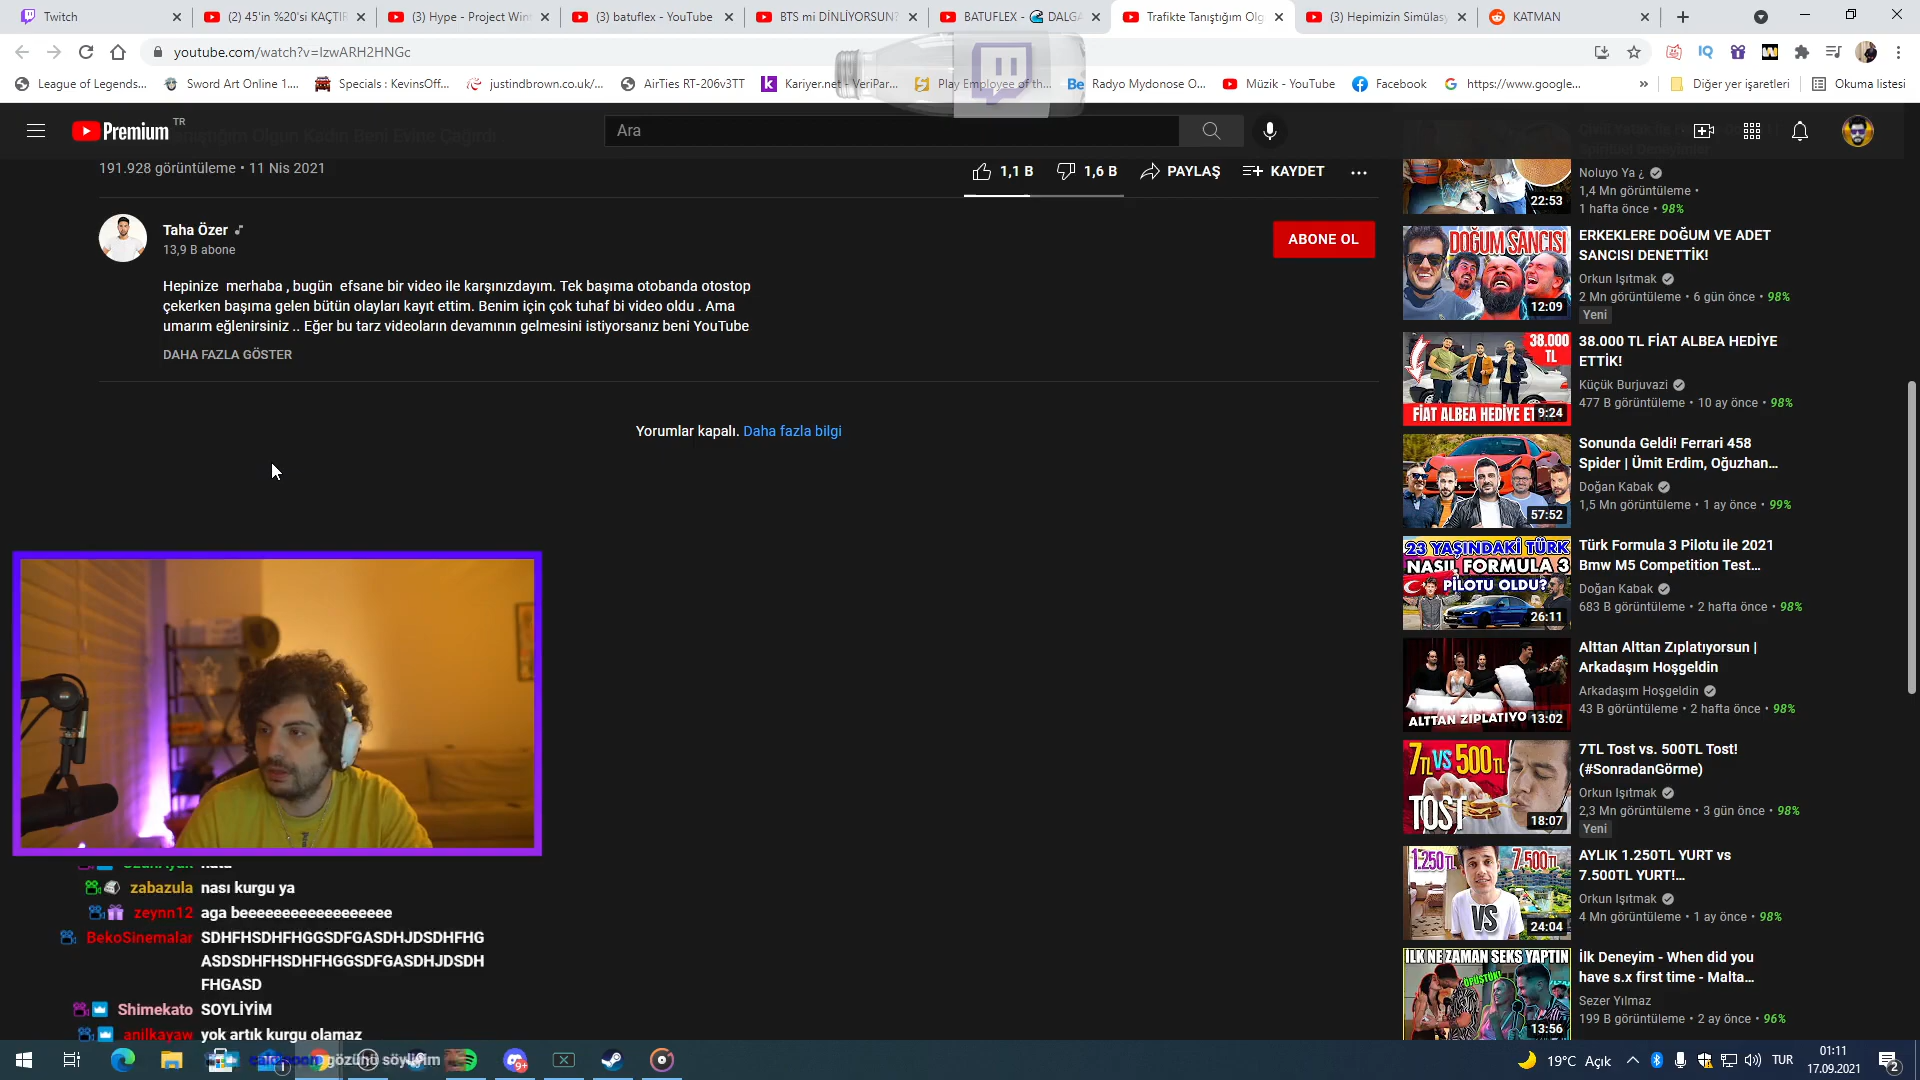 Twitch
(2) 45'in %20'si KAÇTIR
(3) Hype - Project Win
(3) batuflex - YouTube
BTS mi DİNLİYORSUN?
BATUFLEX - 🌊 DALGA
Trafikte Tanıştığım Olg
(3) Hepimizin Simülasy
KATMAN
youtube.com/watch?v=IzwARH2HNGc
League of Legends...
Sword Art Online 1...
Specials : KevinsOff...
justindbrown.co.uk/...
AirTies RT-206v3TT
Kariyer.net - VeriPar...
Play Employee of th...
Radyo Mydonose O...
Müzik - YouTube
Facebook
https://www.google...
»
Diğer yer işaretleri
Okuma listesi
Premium TR
Ara
191.928 görüntüleme • 11 Nis 2021
1,1 B
1,6 B
PAYLAŞ
KAYDET
Taha Özer
13,9 B abone
ABONE OL
Hepinize merhaba , bugün efsane bir video ile karşınızdayım. Tek başıma otobanda otostop
çekerken başıma gelen bütün olayları kayıt ettim. Benim için çok tuhaf bi video oldu . Ama
umarım eğlenirsiniz .. Eğer bu tarz videoların devamının gelmesini istiyorsanız beni YouTube
DAHA FAZLA GÖSTER
Yorumlar kapalı. Daha fazla bilgi
Noluyo Ya ¿
1,4 Mn görüntüleme •
1 hafta önce • 98%
22:53
DOĞUM SANCISI
12:09
ERKEKLERE DOĞUM VE ADET
SANCISI DENETTİK!
Orkun Işıtmak
2 Mn görüntüleme • 6 gün önce • 98%
Yeni
38.000
TL
FİAT ALBEA HEDİYE ET
9:24
38.000 TL FİAT ALBEA HEDİYE
ETTİK!
Küçük Burjuvazi
477 B görüntüleme • 10 ay önce • 98%
57:52
Sonunda Geldi! Ferrari 458
Spider | Ümit Erdim, Oğuzhan...
Doğan Kabak
1,5 Mn görüntüleme • 1 ay önce • 99%
23 YAŞINDAKİ TÜRK
NASIL FORMULA 3
PİLOTU OLDU?
26:11
Türk Formula 3 Pilotu ile 2021
Bmw M5 Competition Test...
Doğan Kabak
683 B görüntüleme • 2 hafta önce • 98%
ALTTAN ZIPLATIYO
13:02
Alttan Alttan Zıplatıyorsun |
Arkadaşım Hoşgeldin
Arkadaşım Hoşgeldin
43 B görüntüleme • 2 hafta önce • 98%
7TL VS 500TL
TOST
18:07
7TL Tost vs. 500TL Tost!
(#SonradanGörme)
Orkun Işıtmak
2,3 Mn görüntüleme • 3 gün önce • 98%
Yeni
1.250TL 7.500TL
VS
24:04
AYLIK 1.250TL YURT vs
7.500TL YURT!...
Orkun Işıtmak
4 Mn görüntüleme • 1 ay önce • 98%
ILK NE ZAMAN SEKS YAPTIN
ÖPÜŞTÜK!
13:56
İlk Deneyim - When did you
have s.x first time - Malta...
Sezer Yılmaz
199 B görüntüleme • 2 ay önce • 96%
zabazula nası kurgu ya
zeynn12 aga beeeeeeeeeeeeeeeeee
BekoSinemalar SDHFHSDHFHGGSDFGASDHJDSDHFHG
ASDSDHFHSDHFHGGSDFGASDHJDSDH
FHGASD
Shimekato SOYLİYİM
anilkayaw yok artık kurgu olamaz
gözünü söyliyim
19°C Açık
TUR
01:11
17.09.2021
2